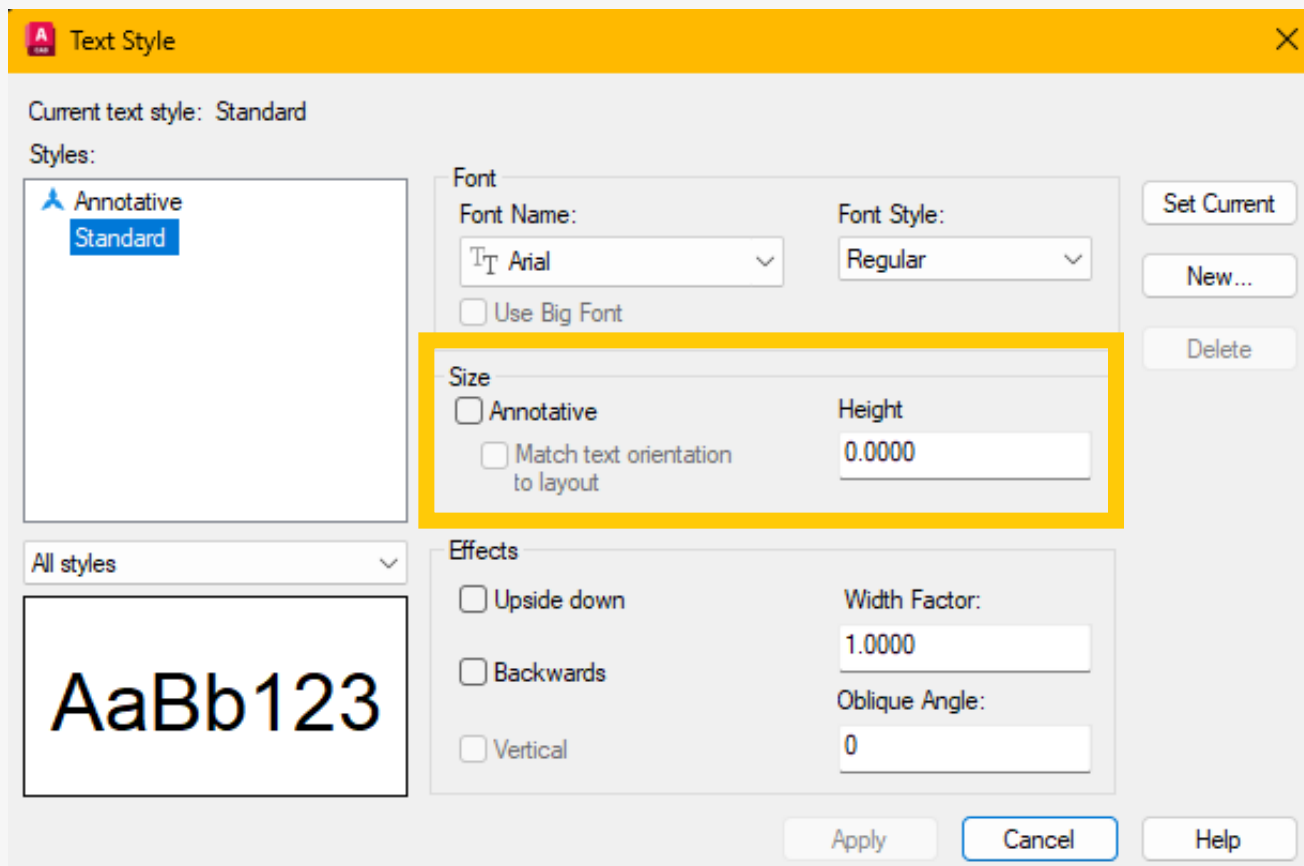 A
CAD
Text Style
Current text style: Standard
Styles:
Annotative
Standard
All styles
AaBb123
Font
Font Name:
Font Style:
Arial
Regular
Use Big Font
Size
Annotative
Height
Match text orientation
to layout
0.0000
Effects
Upside down
Width Factor:
1.0000
Backwards
Oblique Angle:
Vertical
0
Set Current
New...
Delete
Apply
Cancel
Help